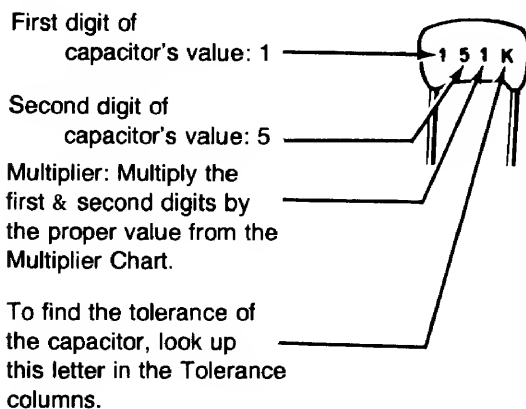 First digit of
capacitor's value: 1
1 5 1 K
Second digit of
capacitor's value: 5
Multiplier: Multiply the
first & second digits by
the proper value from the
Multiplier Chart.
To find the tolerance of
the capacitor, look up
this letter in the Tolerance
columns.